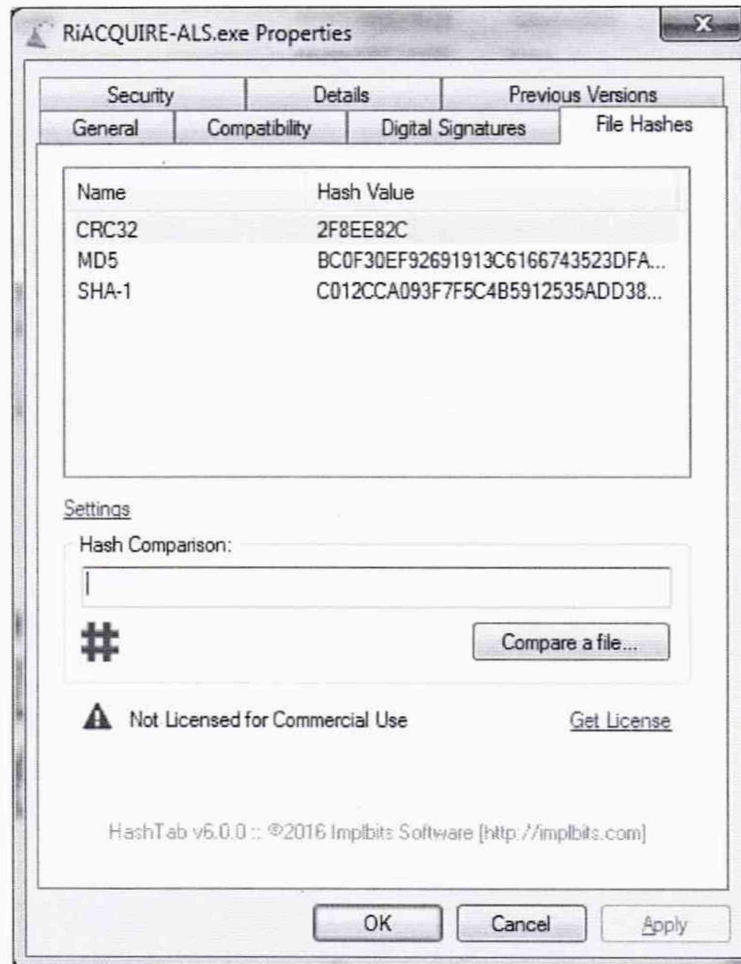 RiACQUIRE-ALS.exe Properties
Security Details Previous Versions
General Compatibility Digital Signatures File Hashes
Name Hash Value
CRC32 2F8EE82C
MD5 BC0F30EF92691913C6166743523DFA...
SHA-1 C012CCA093F7F5C4B5912535ADD38...
Settings
Hash Comparison:
Compare a file...
Not Licensed for Commercial Use Get License
HashTab v6.0.0 :: ©2016 Implbits Software [http://implbits.com]
OK Cancel Apply